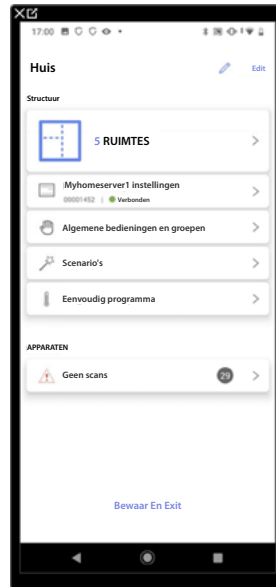 17:00
Huis
Edit
Structuur
5 RUIMTES
Myhomeserver1 instellingen
00001452 | Verbonden
Algemene bedieningen en groepen
Scenario's
Eenvoudig programma
APPARATEN
Geen scans
29
Bewaar En Exit